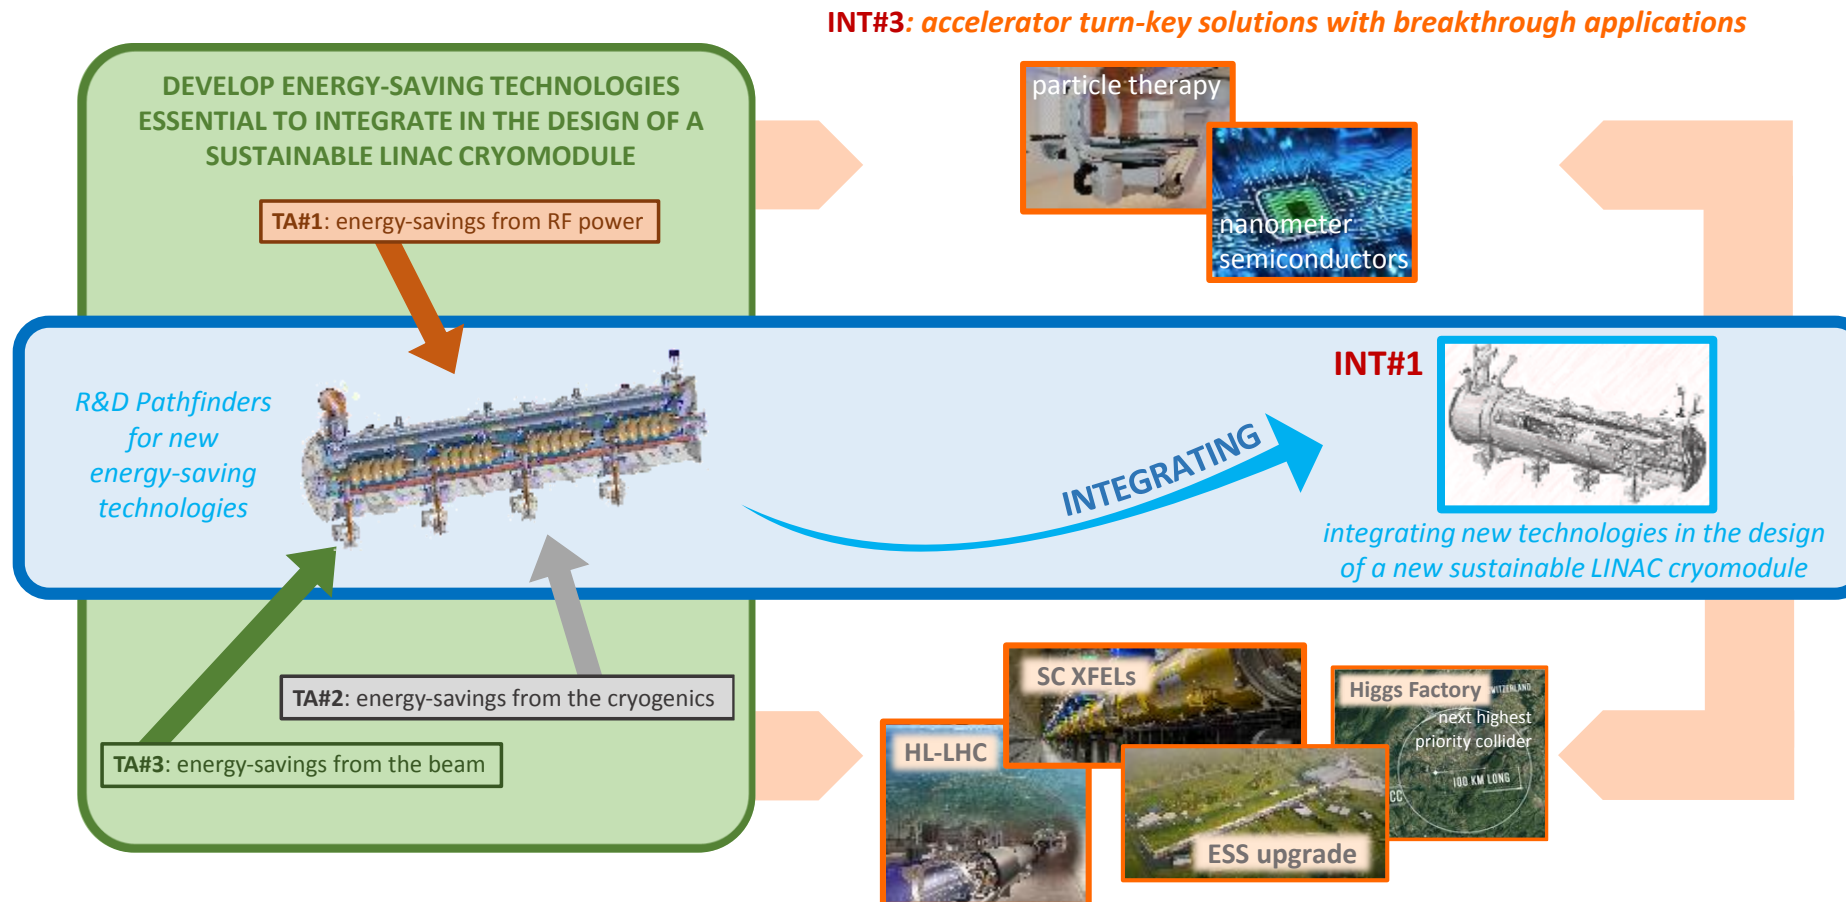 INT#3: accelerator turn-key solutions with breakthrough applications
DEVELOP ENERGY-SAVING TECHNOLOGIES
ESSENTIAL TO INTEGRATE IN THE DESIGN OF A
SUSTAINABLE LINAC CRYOMODULE
TA#1: energy-savings from RF power
particle therapy
nanometer
semiconductors
R&D Pathfinders
for new
energy-saving
technologies
INTEGRATING
INT#1
integrating new technologies in the design
of a new sustainable LINAC cryomodule
TA#2: energy-savings from the cryogenics
TA#3: energy-savings from the beam
HL-LHC
SC XFELs
ESS upgrade
Higgs Factory
WITZERLAND
next highest
priority collider
100 KM LONG
CC